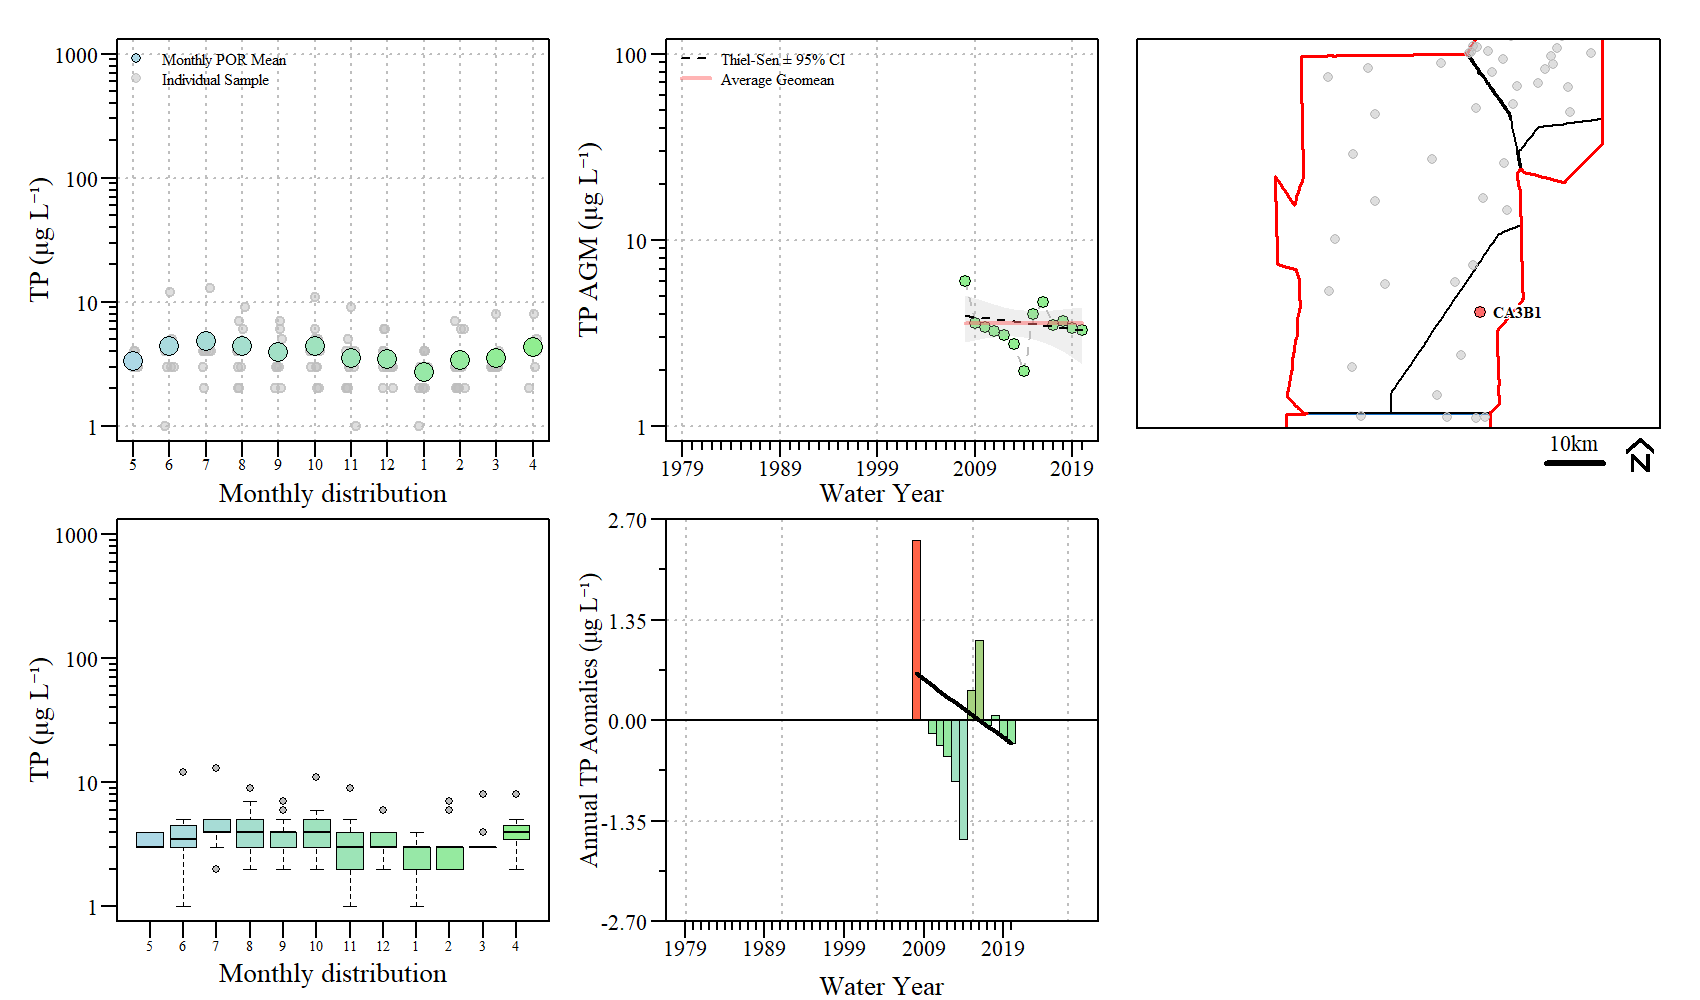 1000
100
10
1
TP (µg L⁻¹)
Monthly POR Mean
Individual Sample
5 6 7 8 9 10 11 12 1 2 3 4
Monthly distribution
100
10
1
TP AGM (µg L⁻¹)
Thiel-Sen ± 95% CI
Average Geomean
1979 1989 1999 2009 2019
Water Year
CA3B1
10km
N
1000
100
10
1
TP (µg L⁻¹)
5 6 7 8 9 10 11 12 1 2 3 4
Monthly distribution
2.70
1.35
0.00
-1.35
-2.70
Annual TP Aomalies (µg L⁻¹)
1979 1989 1999 2009 2019
Water Year